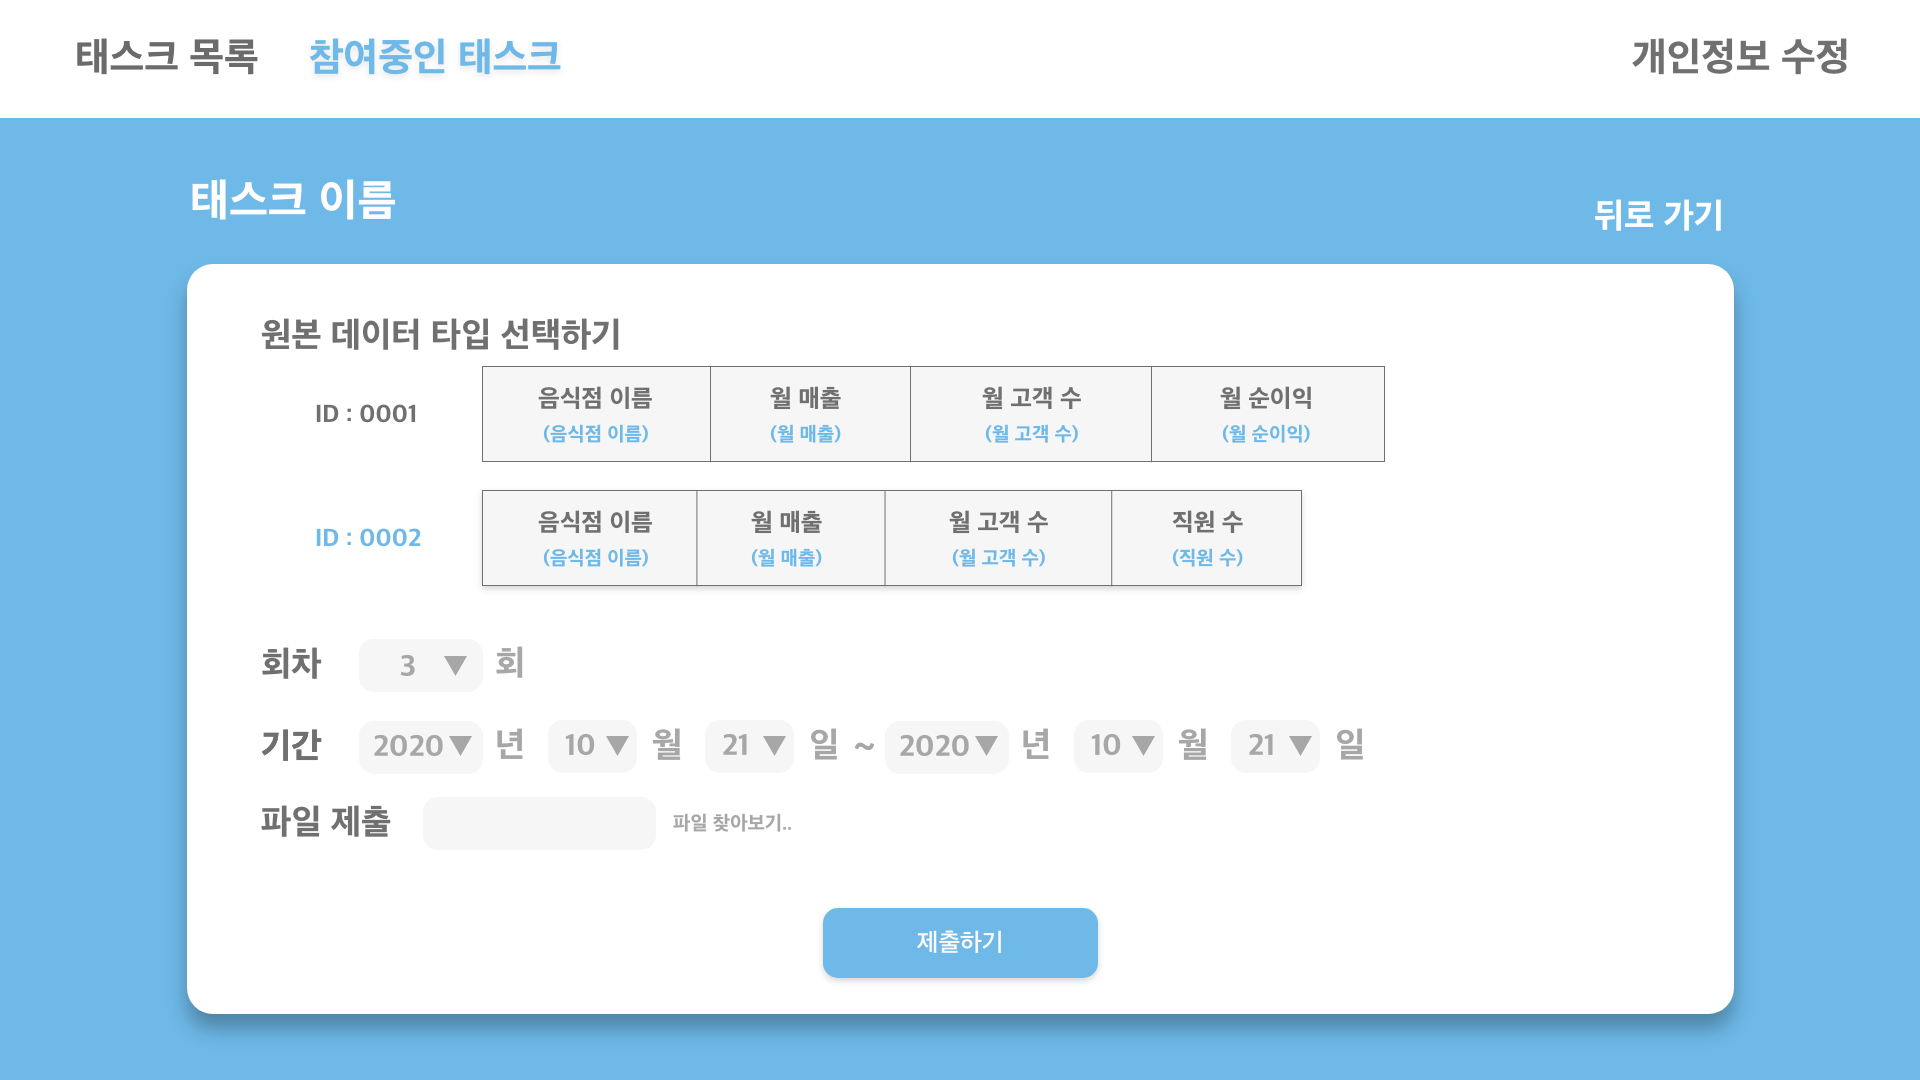 태스크 목록 참여중인 태스크 개인정보 수정
태스크 이름
뒤로 가기
원본 데이터 타입 선택하기
ID : 0001
음식점 이름 월 매출 월 고객 수 월 순이익
(음식점 이름) (월 매출) (월 고객 수) (월 순이익)
ID : 0002
음식점 이름 월 매출 월 고객 수 직원 수
(음식점 이름) (월 매출) (월 고객 수) (직원 수)
회차 3 ▼ 회
기간 2020 ▼ 년 10 ▼ 월 21 ▼ 일 ~ 2020 ▼ 년 10 ▼ 월 21 ▼ 일
파일 제출 파일 찾아보기..
제출하기